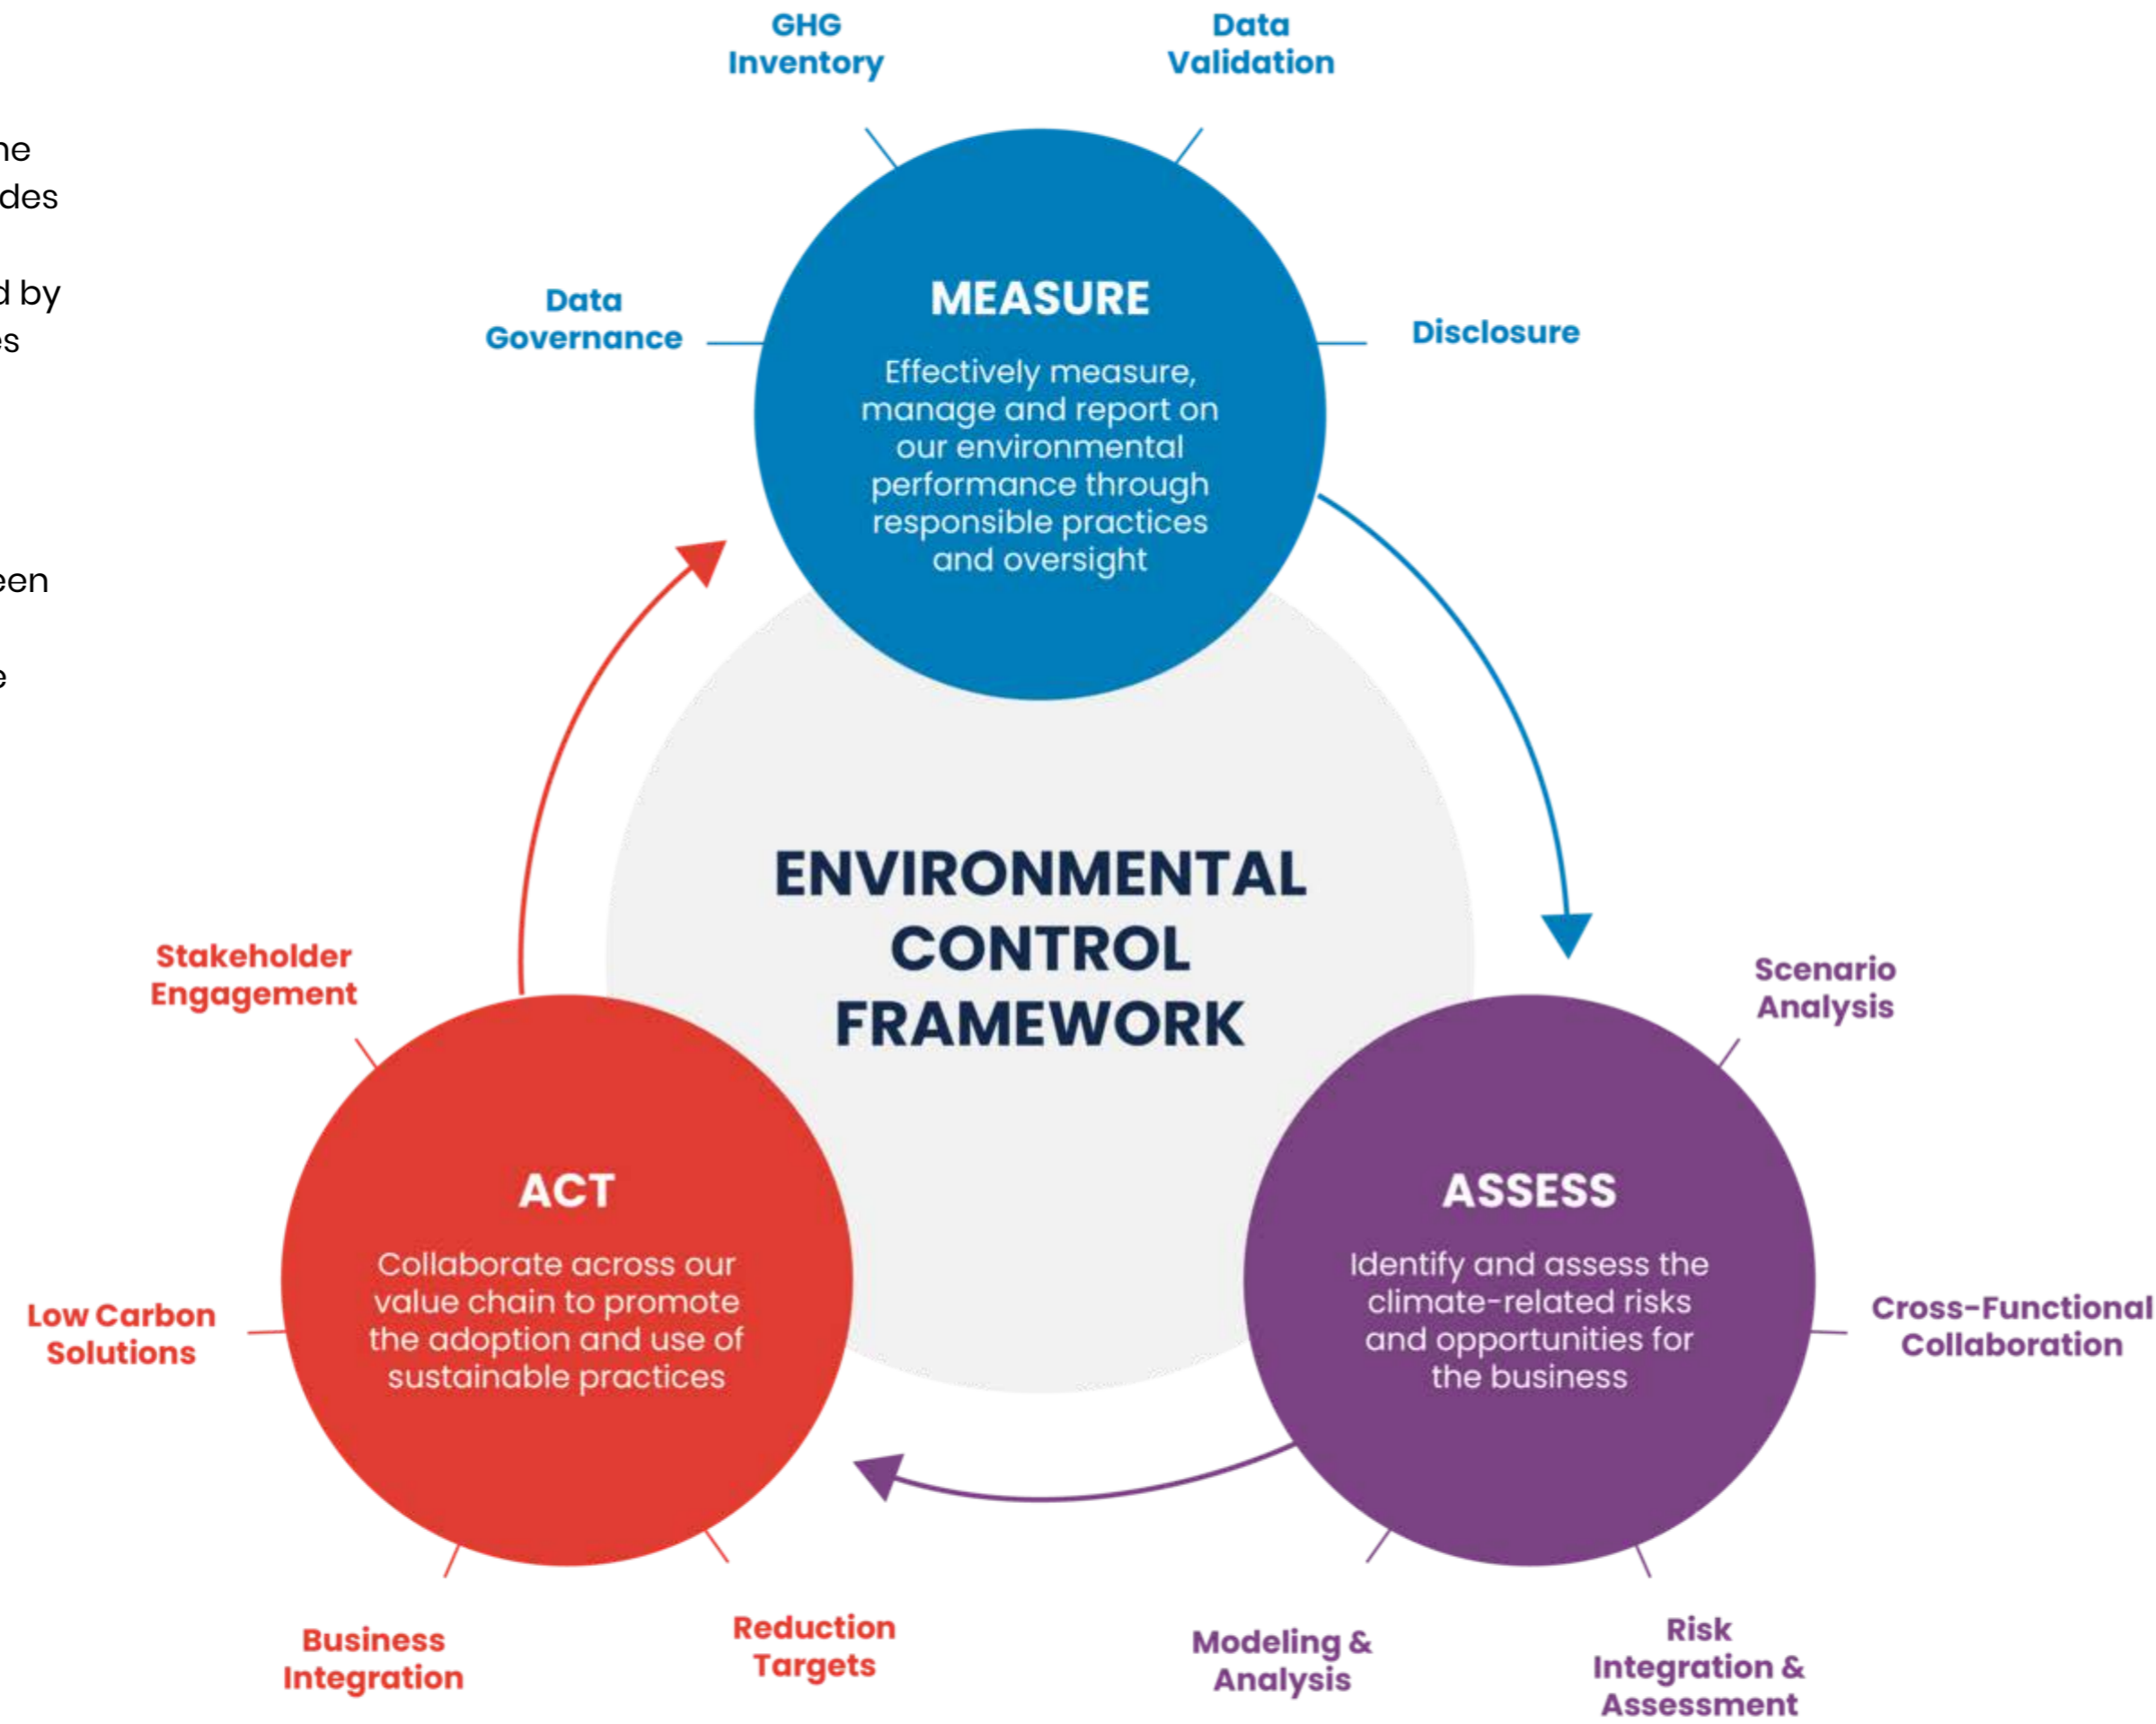 GHG
Inventory
Data
Validation
des
d by
Data
Governance
MEASURE
Effectively measure,
manage and report on
our environmental
performance through
responsible practices
and oversight
Disclosure
ENVIRONMENTAL
CONTROL
FRAMEWORK
Stakeholder
Engagement
Low Carbon
Solutions
ACT
Collaborate across our
value chain to promote
the adoption and use of
sustainable practices
Business
Integration
Reduction
Targets
Scenario
Analysis
ASSESS
Identify and assess the
climate-related risks
and opportunities for
the business
Cross-Functional
Collaboration
Modeling &
Analysis
Risk
Integration &
Assessment